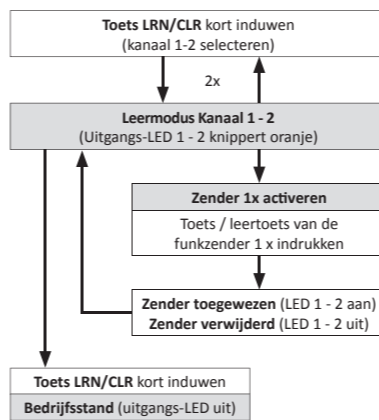 Toets LRN/CLR kort induwen
(kanaal 1-2 selecteren)
2x
Leermodus Kanaal 1 - 2
(Uitgangs-LED 1 - 2 knippert oranje)
Zender 1x activeren
Toets / leertoets van de
funkzender 1 x indrukken
Zender toegewezen (LED 1 - 2 aan)
Zender verwijderd (LED 1 - 2 uit)
Toets LRN/CLR kort induwen
Bedrijfsstand (uitgangs-LED uit)